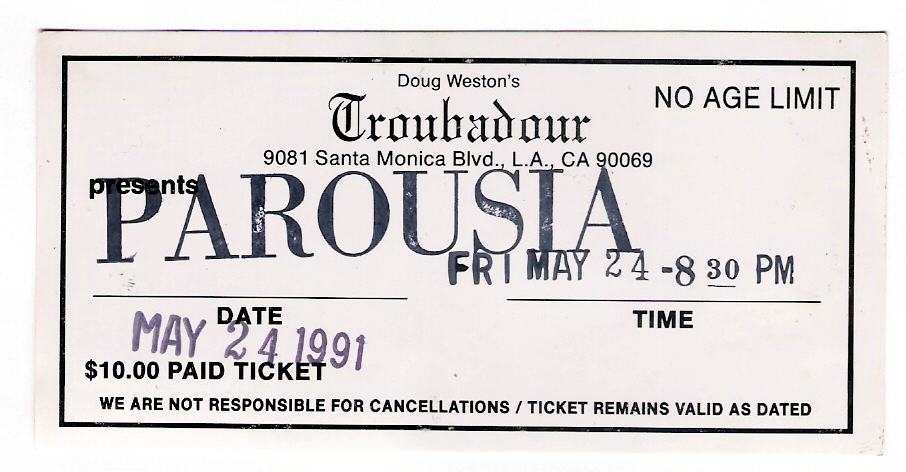 Doug Weston's
NO AGE LIMIT
Troubadour
9081 Santa Monica Blvd., L.A., CA 90069
presents
PAROUSIA
FRI MAY 24 -8 30 PM
DATE
TIME
MAY 24 1991
$10.00 PAID TICKET
WE ARE NOT RESPONSIBLE FOR CANCELLATIONS / TICKET REMAINS VALID AS DATED